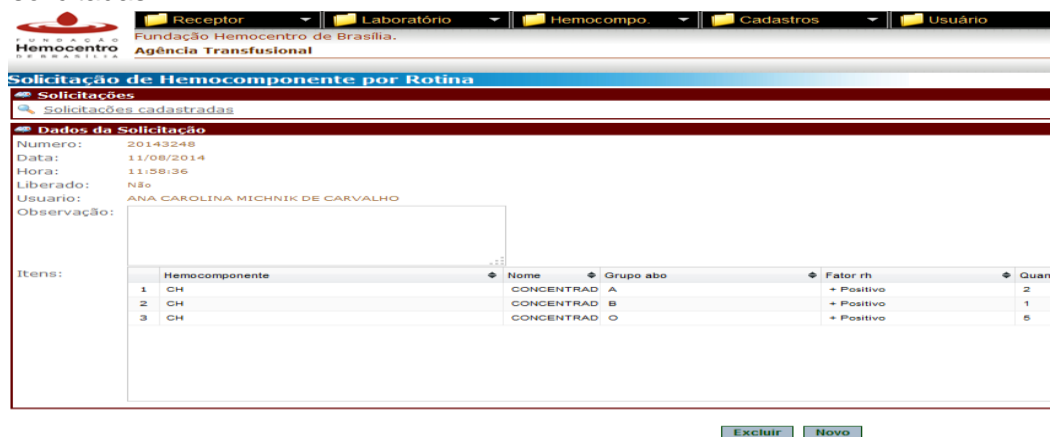 Receptor Laboratório Hemocompo. Cadastros Usuário
FUNDAÇÃO
Hemocentro
DE BRASÍLIA
Fundação Hemocentro de Brasília.
Agência Transfusional
Solicitação de Hemocomponente por Rotina
Solicitações
Solicitações cadastradas
Dados da Solicitação
Numero: 20143248
Data: 11/08/2014
Hora: 11:58:36
Liberado: Não
Usuario: ANA CAROLINA MICHNIK DE CARVALHO
Observação:
Itens:
Hemocomponente Nome Grupo abo Fator rh Quan
1 CH CONCENTRAD A + Positivo 2
2 CH CONCENTRAD B + Positivo 1
3 CH CONCENTRAD O + Positivo 5
Excluir Novo